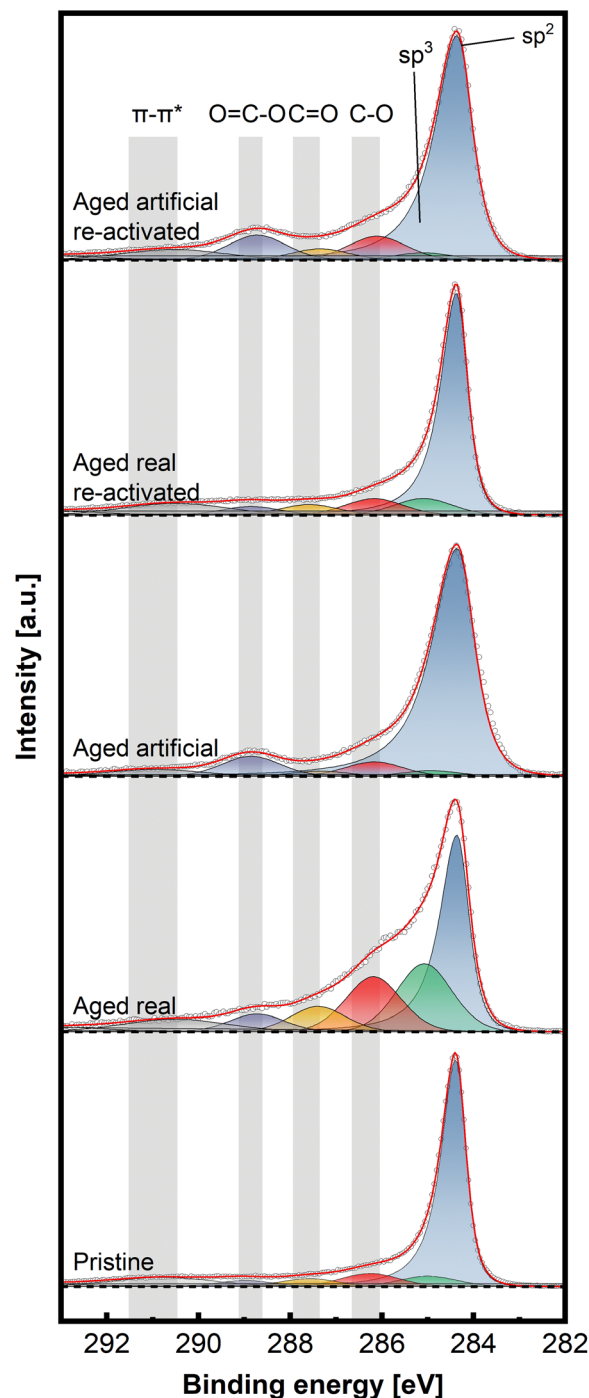 sp²
sp³
π-π* O=C-O C=O C-O
Aged artificial
re-activated
Aged real
re-activated
Aged artificial
Aged real
Pristine
Intensity [a.u.]
292 290 288 286 284 282
Binding energy [eV]